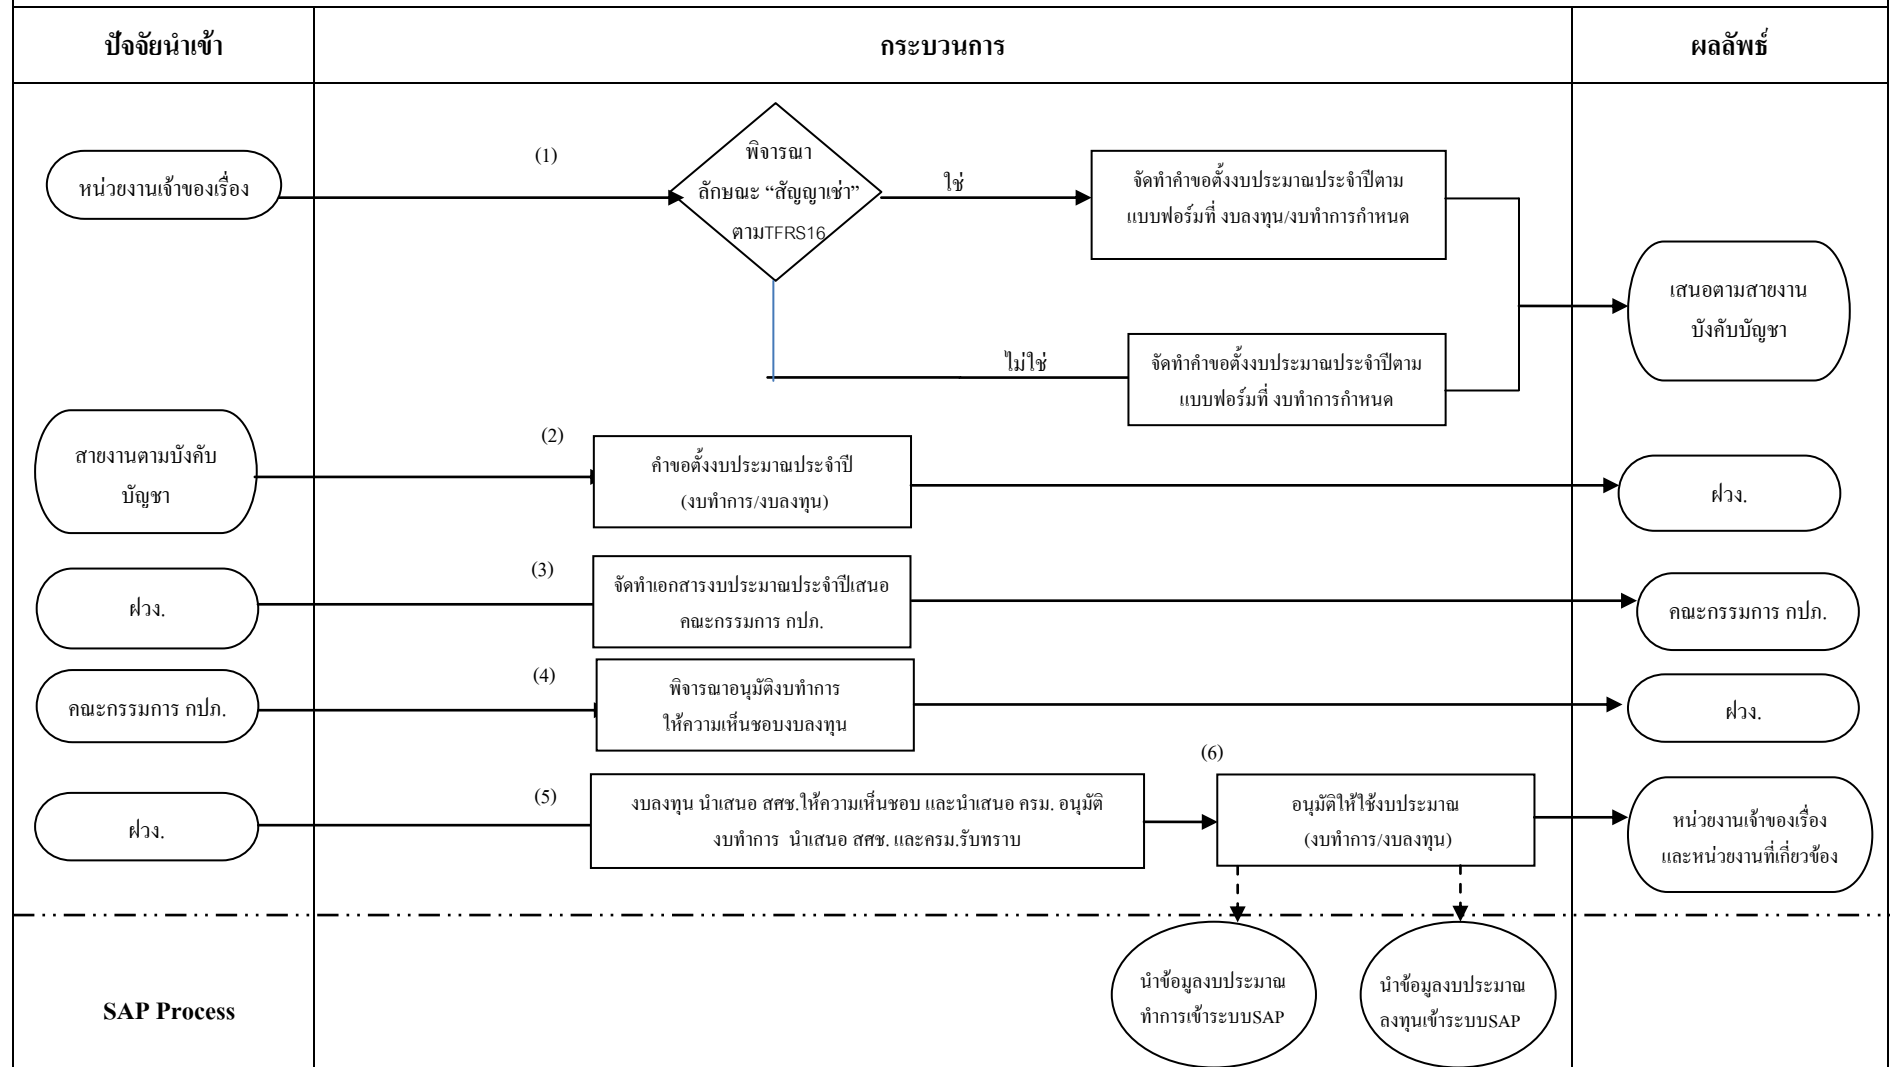 ปัจจัยนำเข้า
กระบวนการ
ผลลัพธ์
หน่วยงานเจ้าของเรื่อง
(1)
พิจารณา
ลักษณะ “สัญญาเช่า”
ตามTFRS16
ใช่
จัดทำคำขอตั้งงบประมาณประจำปีตาม
แบบฟอร์มที่ งบลงทุน/งบทำการกำหนด
ไม่ใช่
จัดทำคำขอตั้งงบประมาณประจำปีตาม
แบบฟอร์มที่ งบทำการกำหนด
เสนอตามสายงาน
บังคับบัญชา
สายงานตามบังคับ
บัญชา
(2)
คำขอตั้งงบประมาณประจำปี
(งบทำการ/งบลงทุน)
ฝวง.
ฝวง.
(3)
จัดทำเอกสารงบประมาณประจำปีเสนอ
คณะกรรมการ กปภ.
คณะกรรมการ กปภ.
คณะกรรมการ กปภ.
(4)
พิจารณาอนุมัติงบทำการ
ให้ความเห็นชอบงบลงทุน
ฝวง.
ฝวง.
(5)
งบลงทุน นำเสนอ สศช.ให้ความเห็นชอบ และนำเสนอ ครม. อนุมัติ
งบทำการ นำเสนอ สศช. และครม.รับทราบ
(6)
อนุมัติให้ใช้งบประมาณ
(งบทำการ/งบลงทุน)
หน่วยงานเจ้าของเรื่อง
และหน่วยงานที่เกี่ยวข้อง
SAP Process
นำข้อมูลงบประมาณ
ทำการเข้าระบบSAP
นำข้อมูลงบประมาณ
ลงทุนเข้าระบบSAP